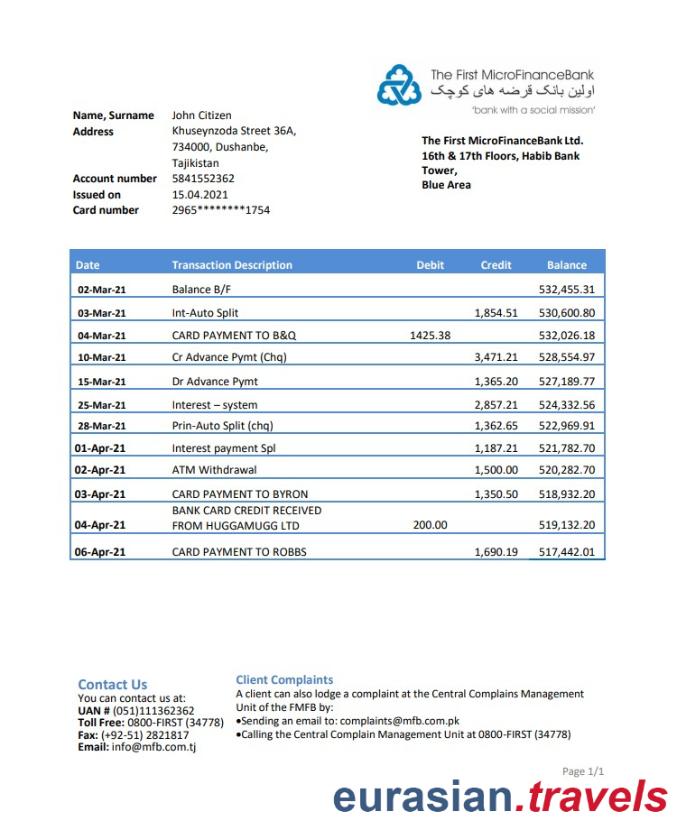 The First MicroFinanceBank
اولین بانک قرضه های کوچک
'bank with a social mission'
Name, Surname John Citizen
Address Khuseynzoda Street 36A,
734000, Dushanbe,
Tajikistan
Account number 5841552362
Issued on 15.04.2021
Card number 2965********1754
The First MicroFinanceBank Ltd.
16th & 17th Floors, Habib Bank
Tower,
Blue Area
Date Transaction Description Debit Credit Balance
02-Mar-21 Balance B/F 532,455.31
03-Mar-21 Int-Auto Split 1,854.51 530,600.80
04-Mar-21 CARD PAYMENT TO B&Q 1425.38 532,026.18
10-Mar-21 Cr Advance Pymt (Chq) 3,471.21 528,554.97
15-Mar-21 Dr Advance Pymt 1,365.20 527,189.77
25-Mar-21 Interest – system 2,857.21 524,332.56
28-Mar-21 Prin-Auto Split (chq) 1,362.65 522,969.91
01-Apr-21 Interest payment Spl 1,187.21 521,782.70
02-Apr-21 ATM Withdrawal 1,500.00 520,282.70
03-Apr-21 CARD PAYMENT TO BYRON 1,350.50 518,932.20
BANK CARD CREDIT RECEIVED
04-Apr-21 FROM HUGGAMUGG LTD 200.00 519,132.20
06-Apr-21 CARD PAYMENT TO ROBBS 1,690.19 517,442.01
Contact Us
You can contact us at:
UAN # (051)111362362
Toll Free: 0800-FIRST (34778)
Fax: (+92-51) 2821817
Email: info@mfb.com.tj
Client Complaints
A client can also lodge a complaint at the Central Complains Management
Unit of the FMFB by:
•Sending an email to: complaints@mfb.com.pk
•Calling the Central Complain Management Unit at 0800-FIRST (34778)
Page 1/1
eurasian.travels